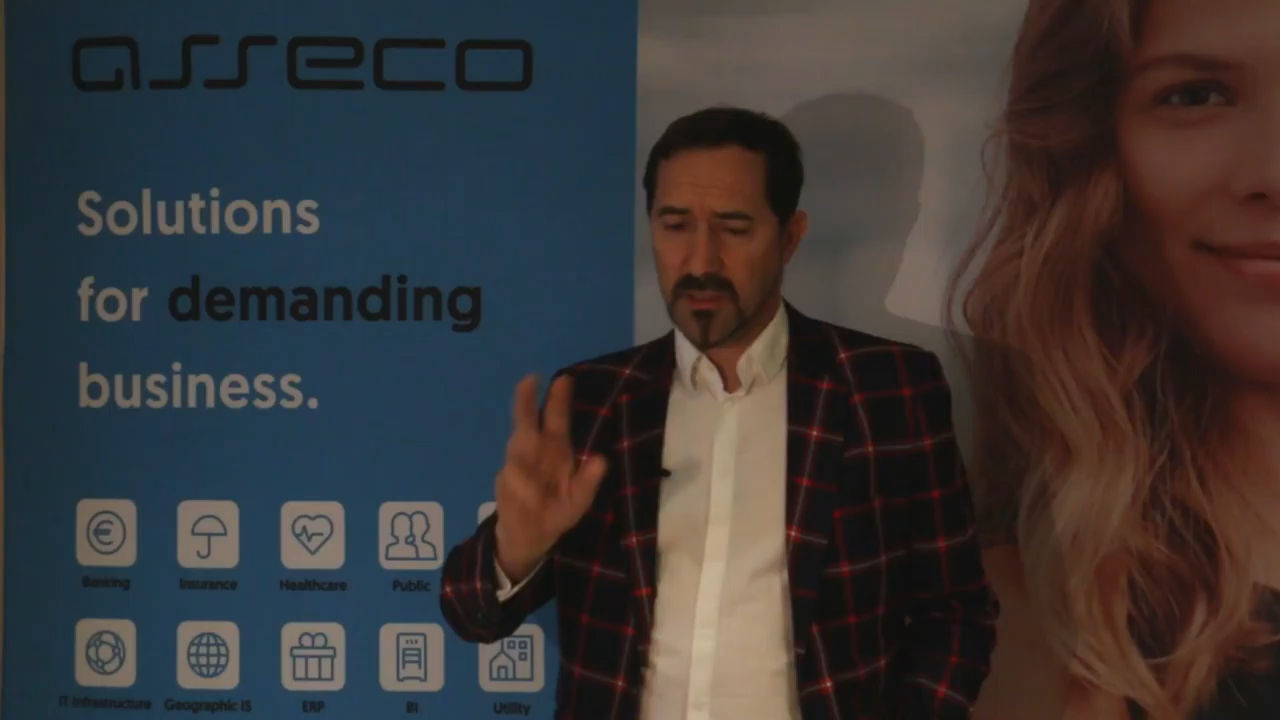 asseco
Solutions
for demanding
business.
Banking Insurance Healthcare Public
IT Infrastructure Geographic IS ERP BI Utility